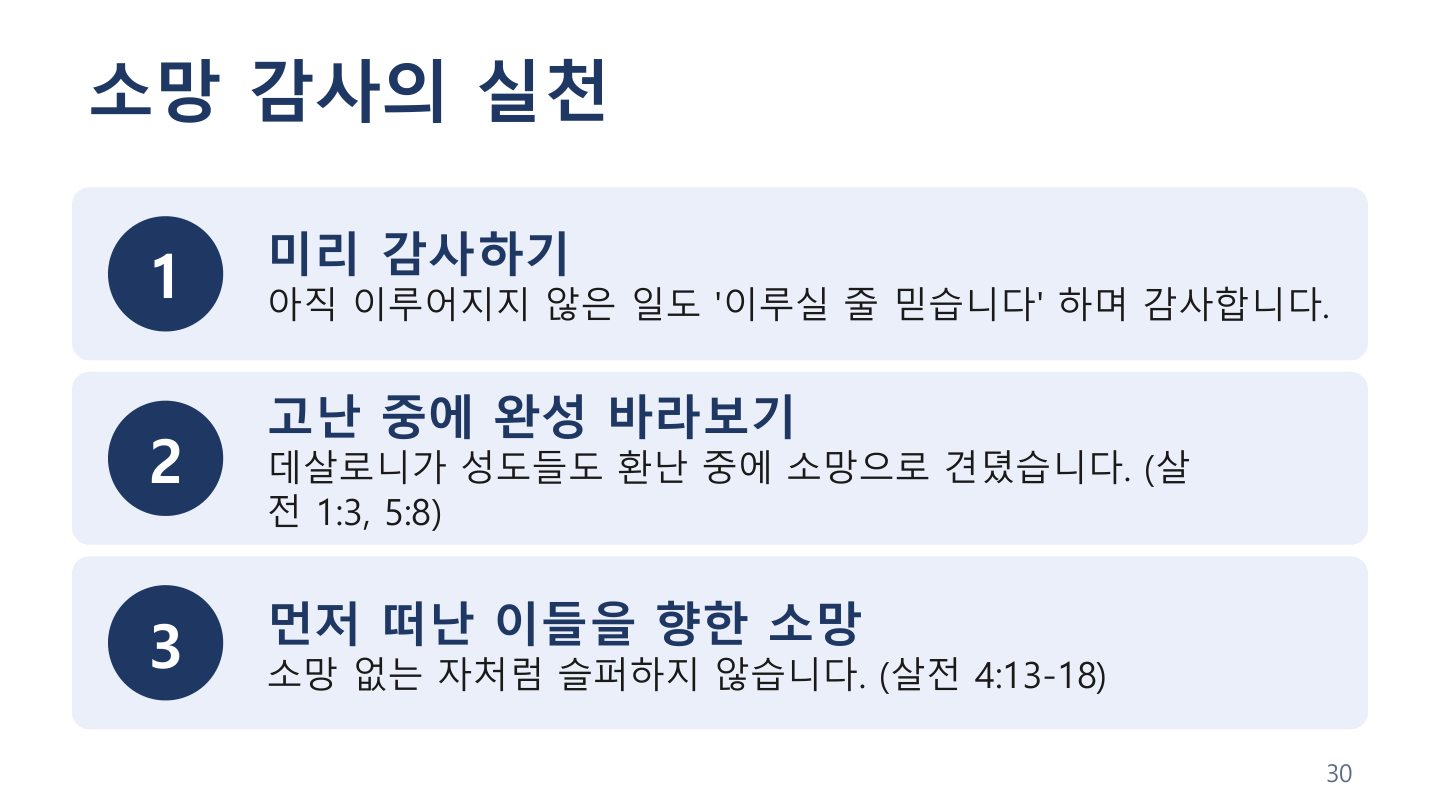 소망 감사의 실천
1
미리 감사하기
아직 이루어지지 않은 일도 '이루실 줄 믿습니다' 하며 감사합니다.
2
고난 중에 완성 바라보기
데살로니가 성도들도 환난 중에 소망으로 견뎠습니다. (살
전 1:3, 5:8)
3
먼저 떠난 이들을 향한 소망
소망 없는 자처럼 슬퍼하지 않습니다. (살전 4:13-18)
30